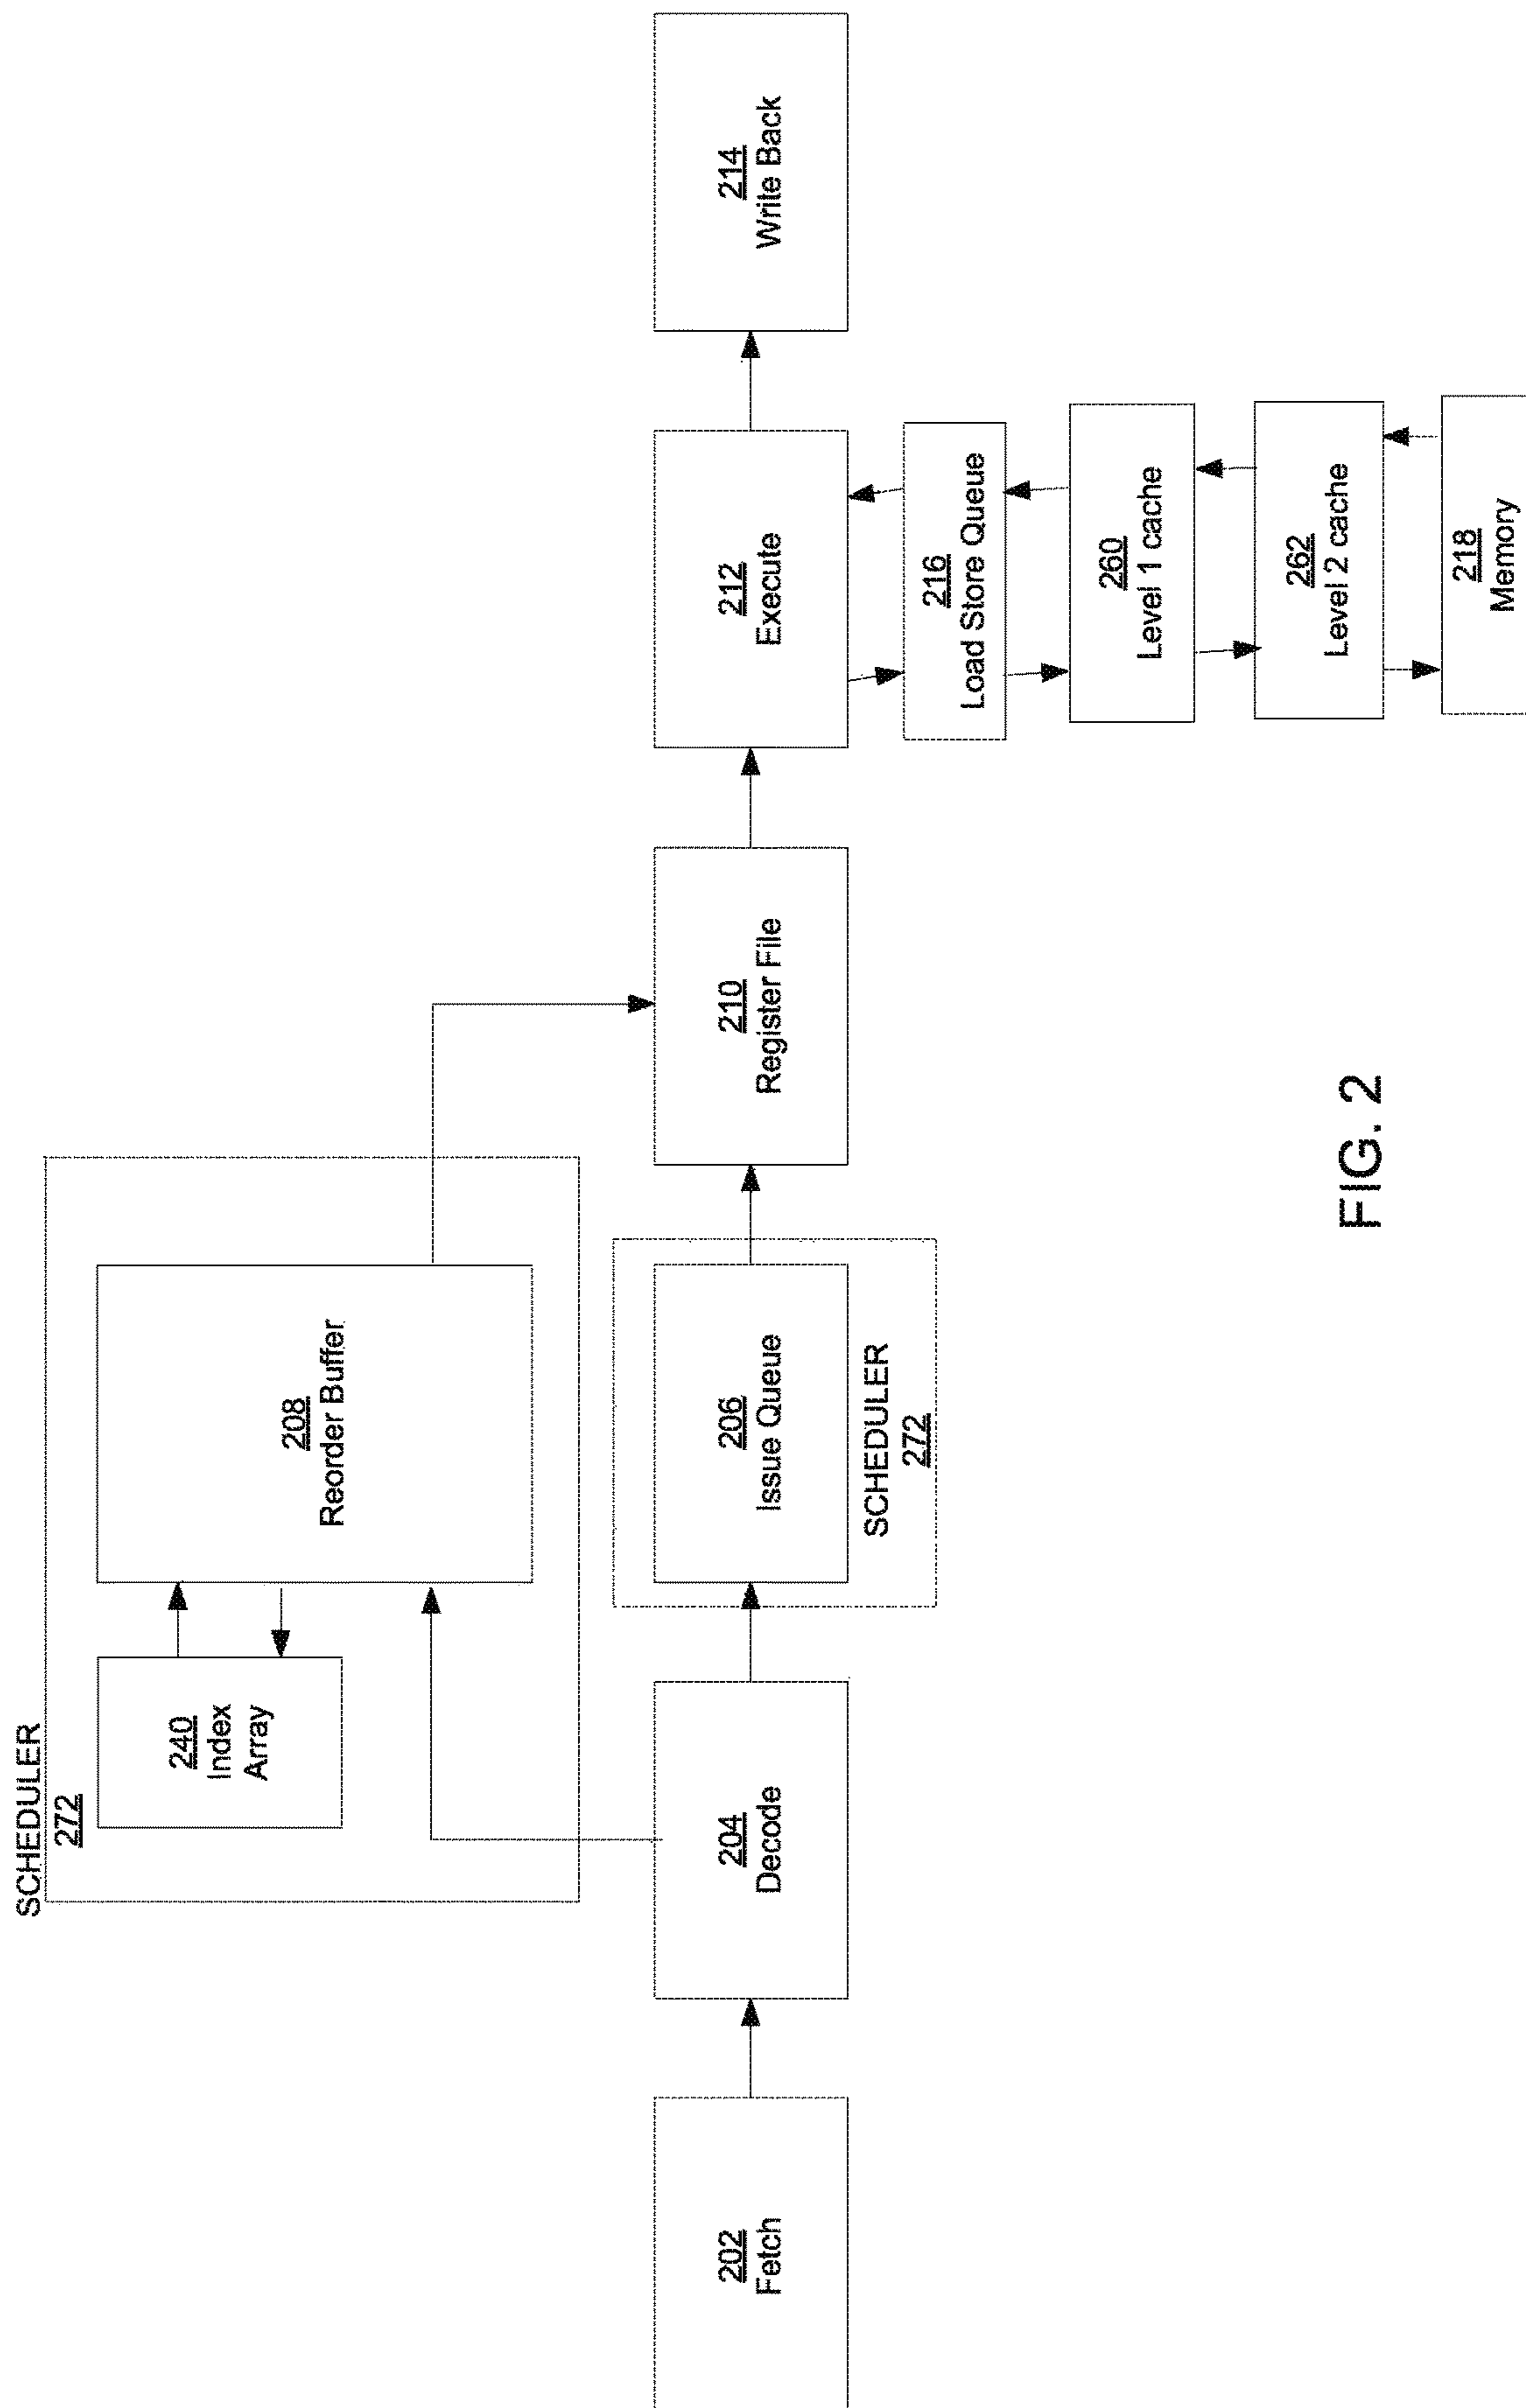 SCHEDULER
272
240
Index
Array
208
Reorder Buffer
202
Fetch
204
Decode
206
Issue Queue
SCHEDULER
272
210
Register File
212
Execute
214
Write Back
216
Load Store Queue
260
Level 1 cache
262
Level 2 cache
218
Memory
FIG. 2